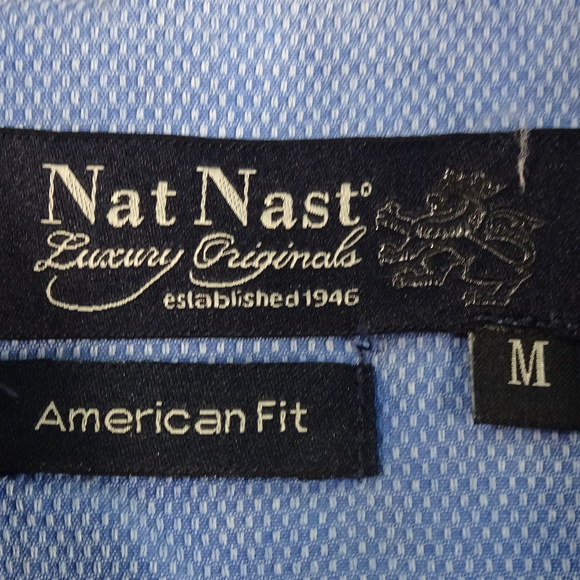 Nat Nast
Luxury Originals
established 1946
M
American Fit